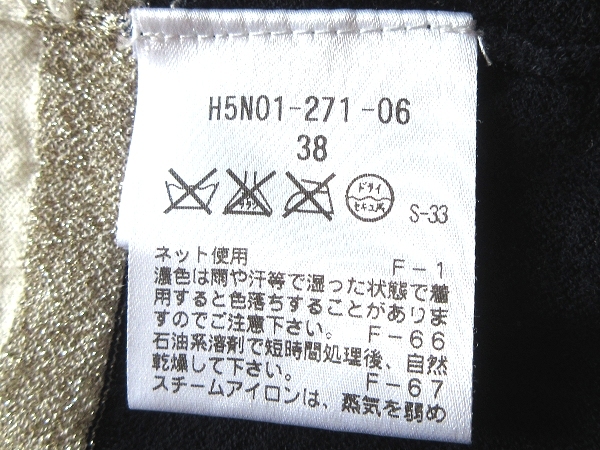 H5N01-271-06
38
ドライ
セキユ系
S-33
ネット使用 F-1
濃色は雨や汗等で湿った状態で着
用すると色落ちすることがありま
すのでご注意下さい。 F-66
石油系溶剤で短時間処理後、自然
乾燥して下さい。 F-67
スチームアイロンは、蒸気を弱め